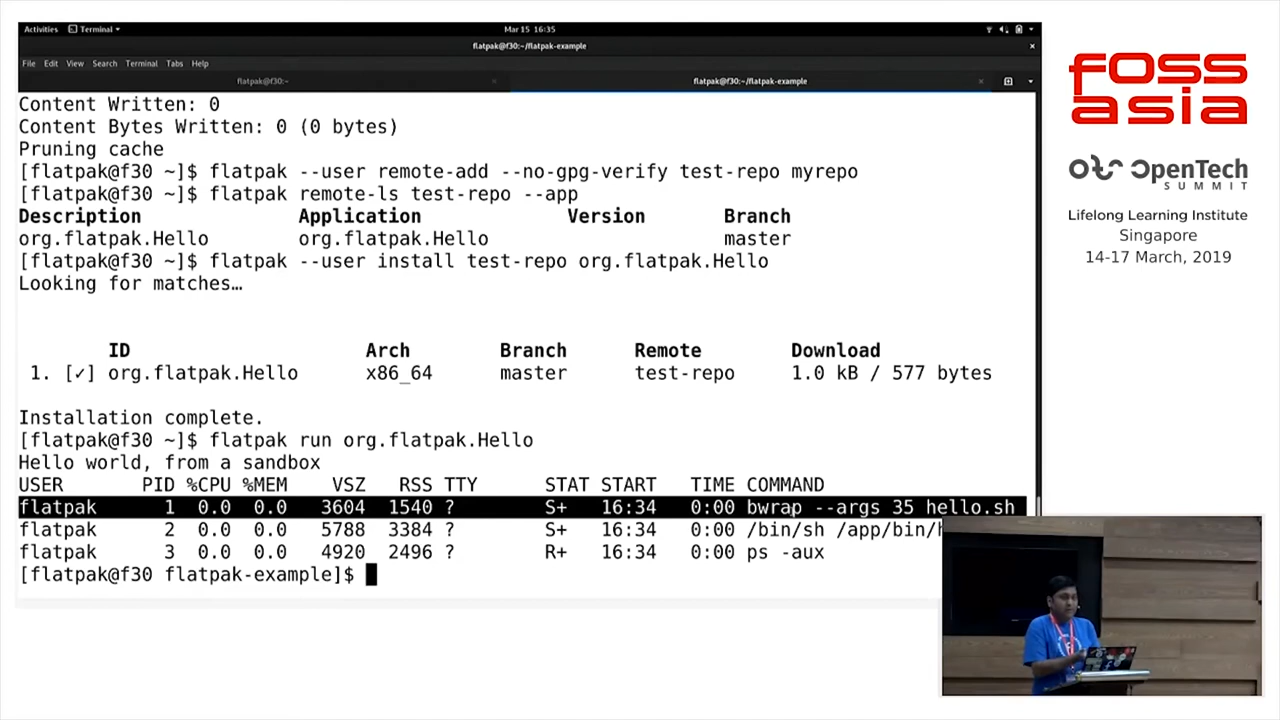 Activities Terminal Mar 15 16:35
flatpak@f30:~/flatpak-example
File Edit View Search Terminal Tabs Help
flatpak@f30:~ flatpak@f30:~/flatpak-example
Content Written: 0
Content Bytes Written: 0 (0 bytes)
Pruning cache
[flatpak@f30 ~]$ flatpak --user remote-add --no-gpg-verify test-repo myrepo
[flatpak@f30 ~]$ flatpak remote-ls test-repo --app
Description Application Version Branch
org.flatpak.Hello org.flatpak.Hello master
[flatpak@f30 ~]$ flatpak --user install test-repo org.flatpak.Hello
Looking for matches…
ID Arch Branch Remote Download
1. [✓] org.flatpak.Hello x86_64 master test-repo 1.0 kB / 577 bytes
Installation complete.
[flatpak@f30 ~]$ flatpak run org.flatpak.Hello
Hello world, from a sandbox
USER PID %CPU %MEM VSZ RSS TTY STAT START TIME COMMAND
flatpak 1 0.0 0.0 3604 1540 ? S+ 16:34 0:00 bwrap --args 35 hello.sh
flatpak 2 0.0 0.0 5788 3384 ? S+ 16:34 0:00 /bin/sh /app/bin/
flatpak 3 0.0 0.0 4920 2496 ? R+ 16:34 0:00 ps -aux
[flatpak@f30 flatpak-example]$
FOSS
asia
OpenTech
SUMMIT
Lifelong Learning Institute
Singapore
14-17 March, 2019